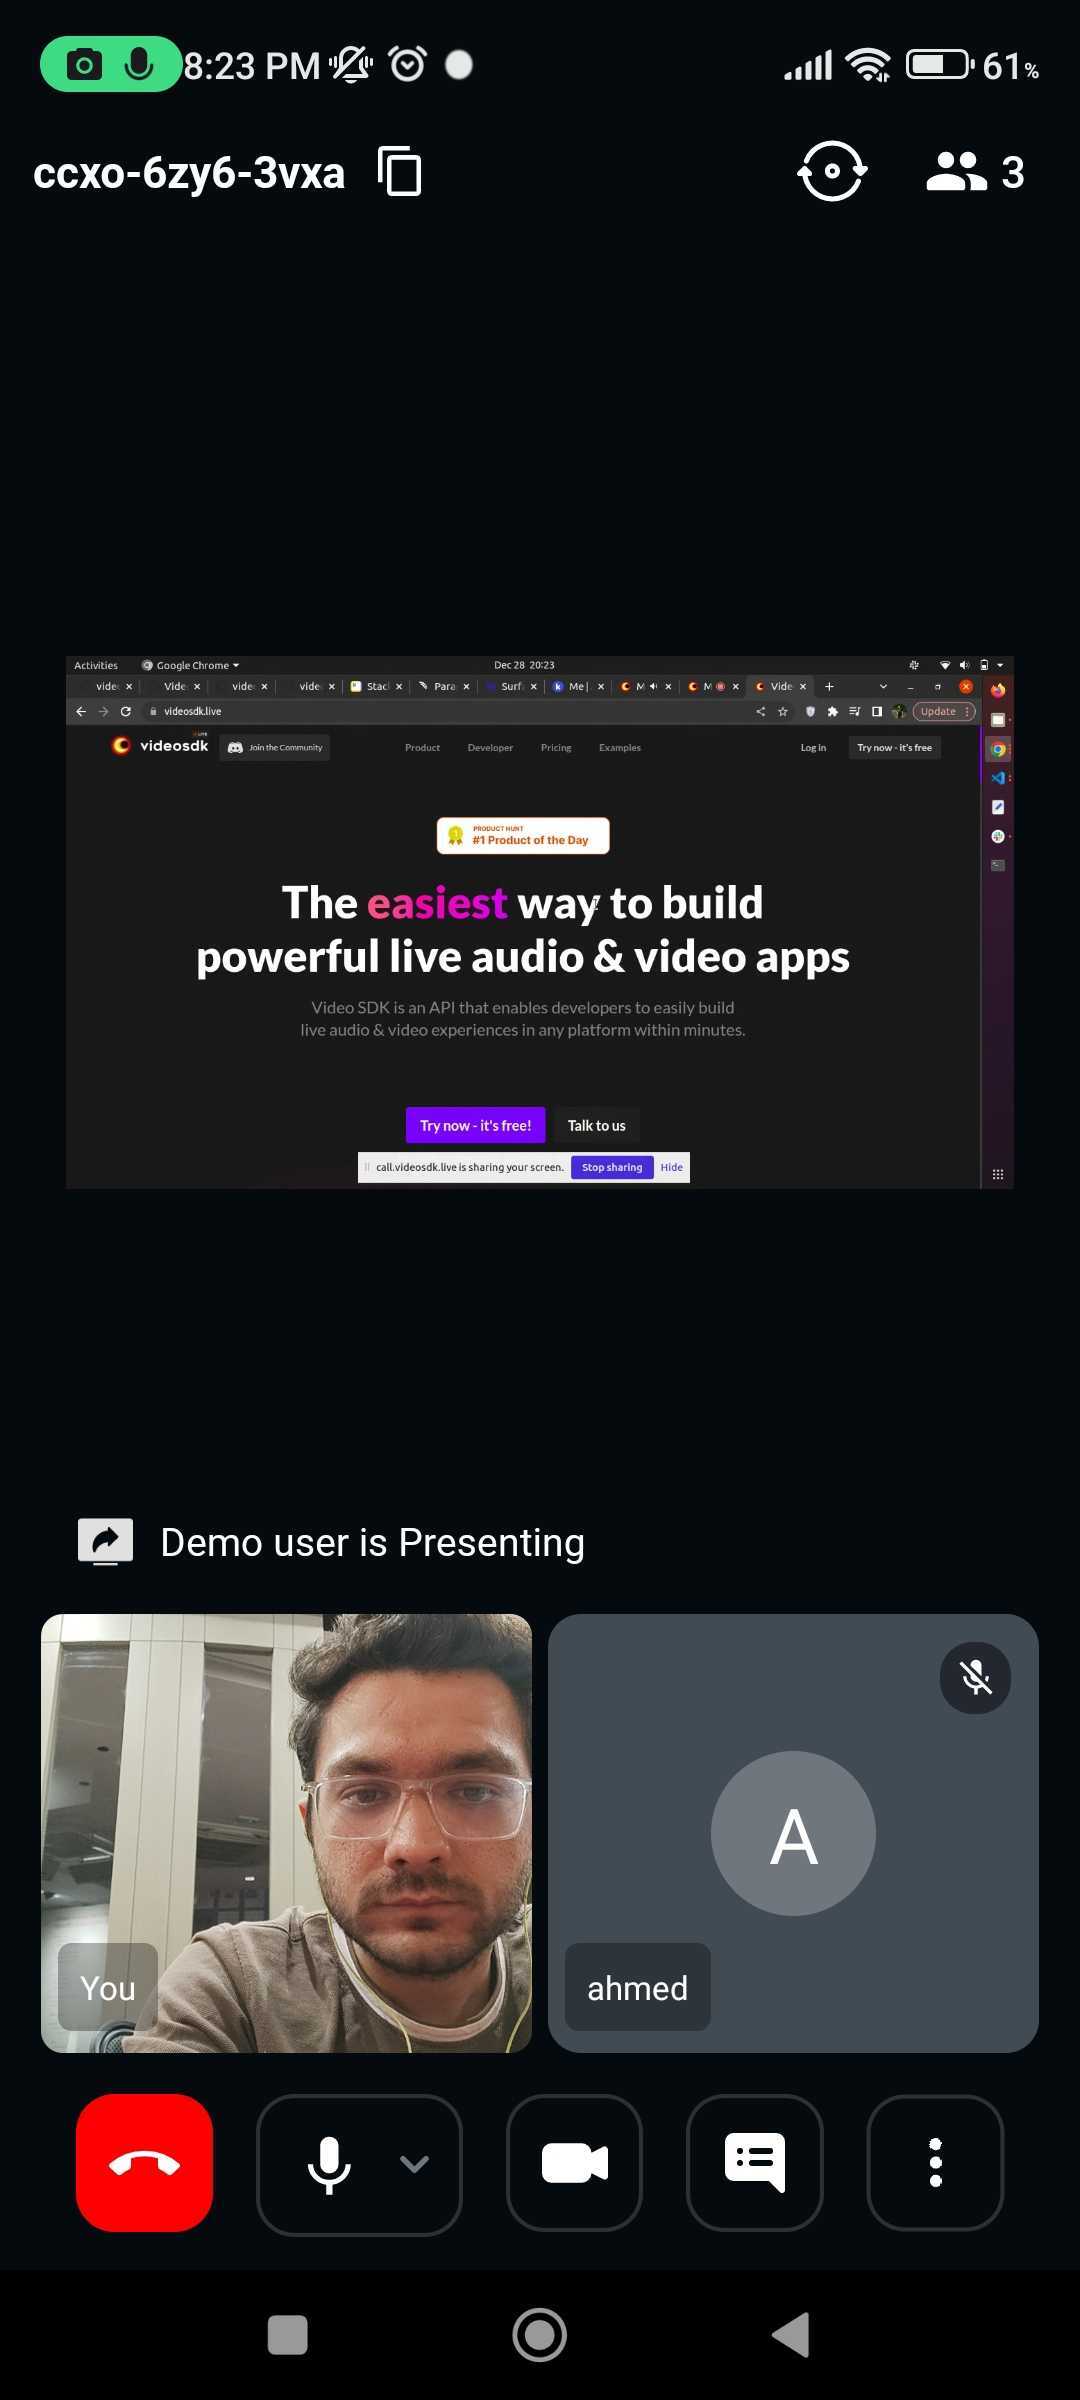 8:23 PM 61%
ccxo-6zy6-3vxa 3
Activities Google Chrome Dec 28 20:23
vide Vide vide vide Stac Para Surf Me | M M Vide
videosdk.live Update
videosdk Join the Community Product Developer Pricing Examples Log in Try now - it's free
PRODUCT HUNT
#1 Product of the Day
The easiest way to build
powerful live audio & video apps
Video SDK is an API that enables developers to easily build
live audio & video experiences in any platform within minutes.
Try now - it's free! Talk to us
call.videosdk.live is sharing your screen. Stop sharing Hide
Demo user is Presenting
A
You ahmed